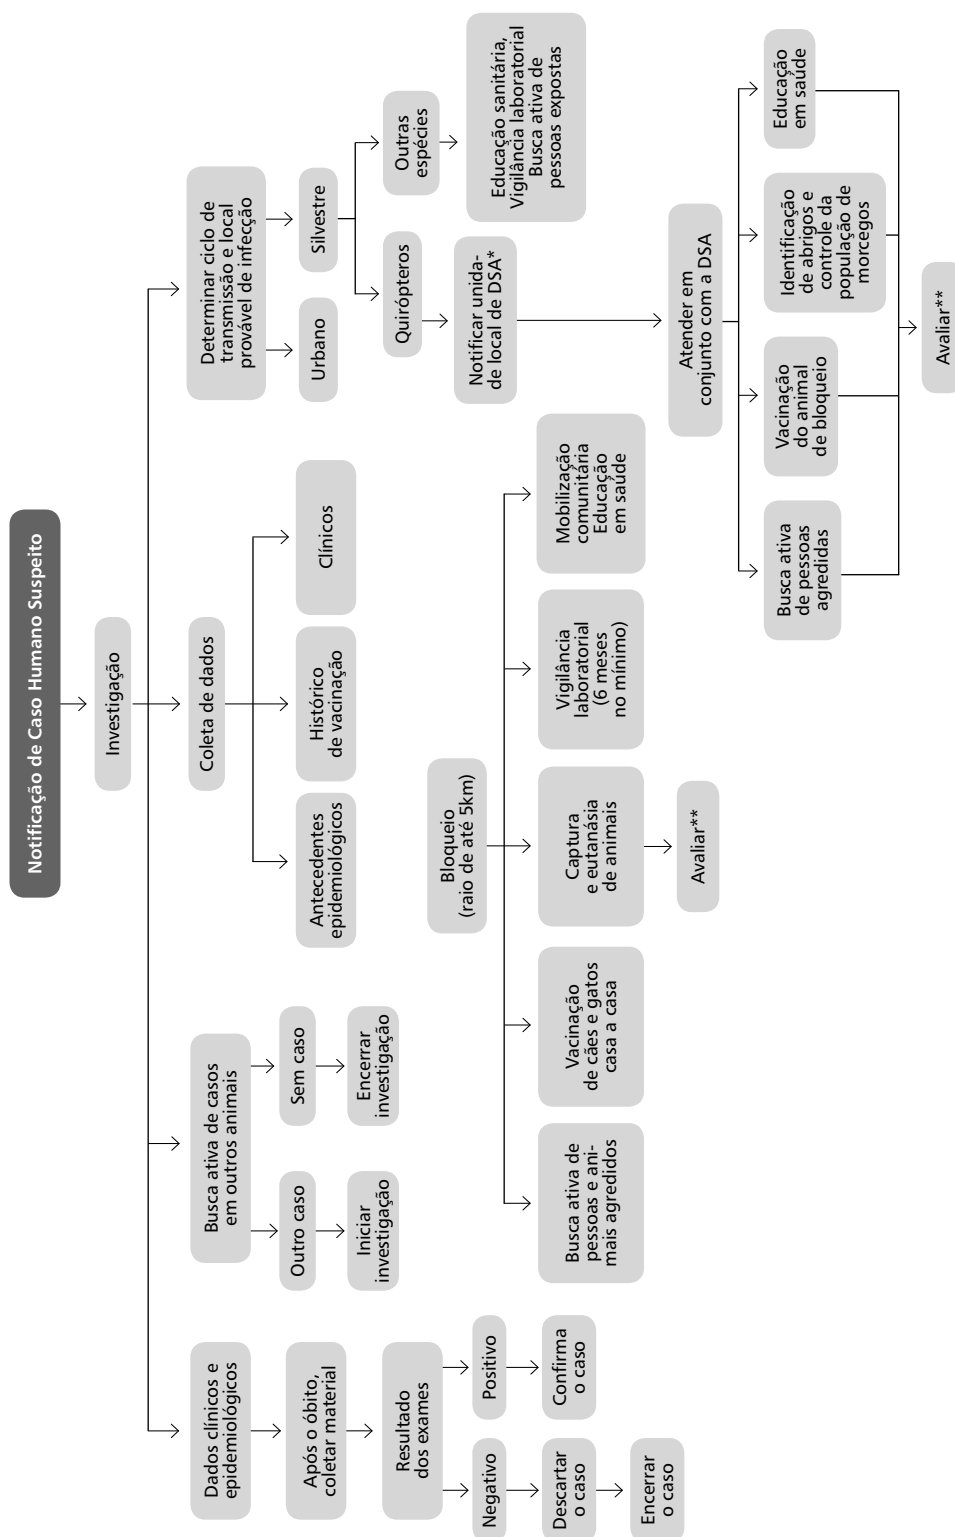 Notificação de Caso Humano Suspeito
Investigação
Dados clínicos e
epidemiológicos
Após o óbito,
coletar material
Resultado
dos exames
Negativo
Descartar
o caso
Encerrar
o caso
Positivo
Confirma
o caso
Busca ativa de casos
em outros animais
Outro caso
Iniciar
investigação
Sem caso
Encerrar
investigação
Coleta de dados
Antecedentes
epidemiológicos
Histórico
de vacinação
Clínicos
Determinar ciclo de
transmissão e local
provável de infecção
Urbano
Silvestre
Quirópteros
Notificar unida-
de local de DSA*
Outras
espécies
Educação sanitária,
Vigilância laboratorial
Busca ativa de
pessoas expostas
Bloqueio
(raio de até 5km)
Busca ativa de
pessoas e ani-
mais agredidos
Vacinação
de cães e gatos
casa a casa
Captura
e eutanásia
de animais
Avaliar**
Vigilância
laboratorial
(6 meses
no mínimo)
Mobilização
comunitária
Educação
em saúde
Atender em
conjunto com a DSA
Busca ativa
de pessoas
agredidas
Vacinação
do animal
de bloqueio
Identificação
de abrigos e
controle da
população de
morcegos
Educação
em saúde
Avaliar**